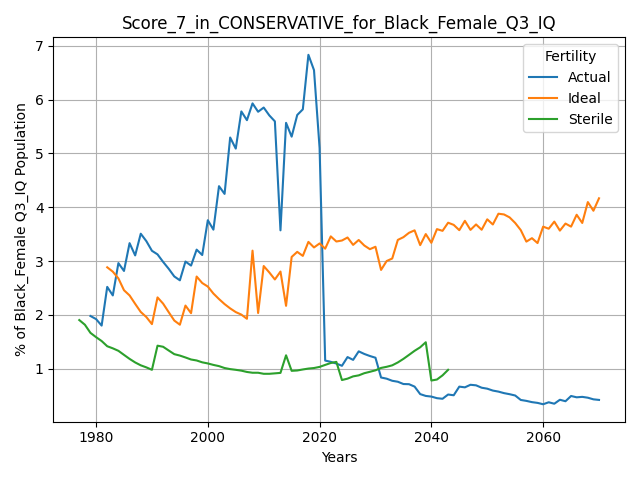 Score_7_in_CONSERVATIVE_for_Black_Female_Q3_IQ
Fertility
Actual
Ideal
Sterile
% of Black_Female Q3_IQ Population
7
6
5
4
3
2
1
1980 2000 2020 2040 2060
Years